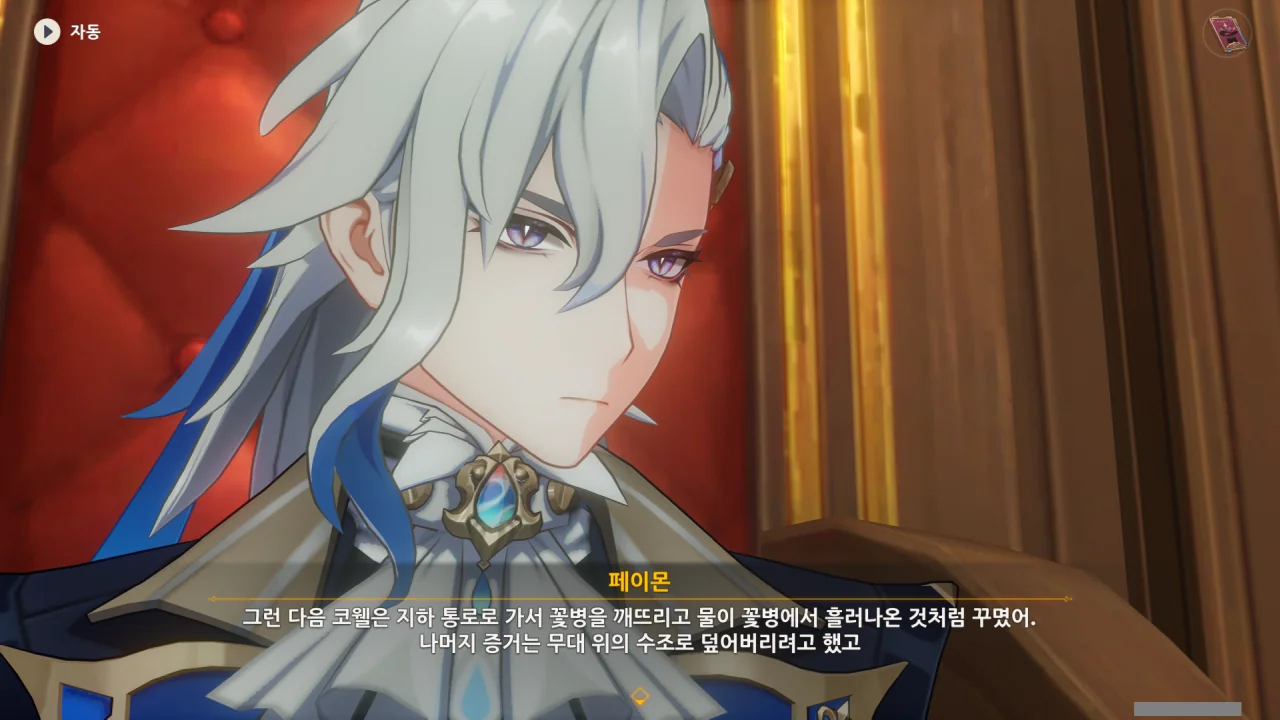 자동
페이몬
그런 다음 코웰은 지하 통로로 가서 꽃병을 깨뜨리고 물이 꽃병에서 흘러나온 것처럼 꾸몄어.
나머지 증거는 무대 위의 수조로 덮어버리려고 했고